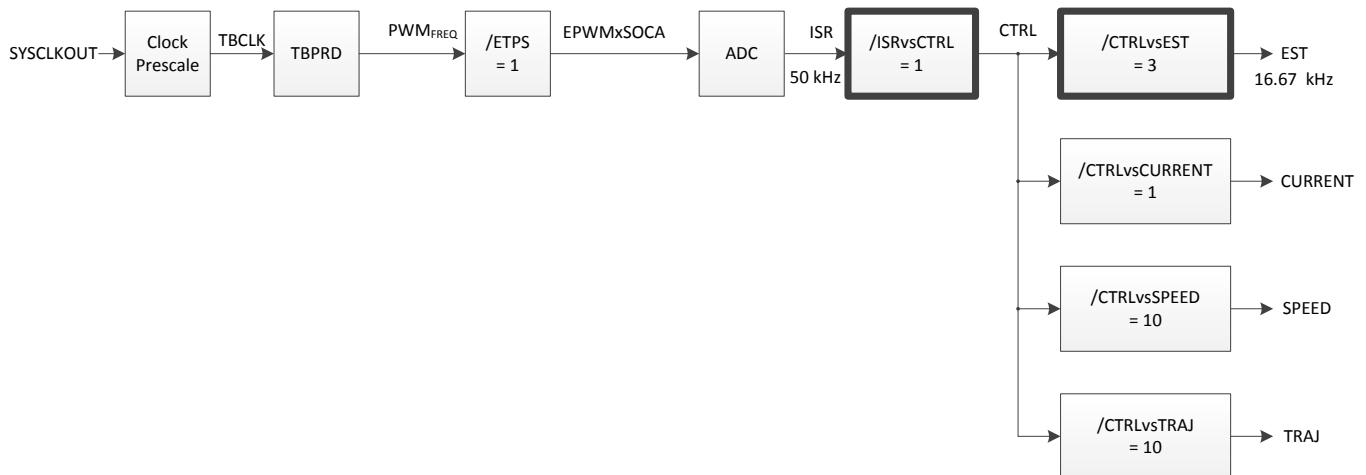 SYSCLKOUT
Clock
Prescale
TBCLK
TBPRD
PWMFREQ
/ETPS
= 1
EPWMxSOCA
ADC
ISR
50 kHz
/ISRvsCTRL
= 1
CTRL
/CTRLvsEST
= 3
EST
16.67 kHz
/CTRLvsCURRENT
= 1
CURRENT
/CTRLvsSPEED
= 10
SPEED
/CTRLvsTRAJ
= 10
TRAJ